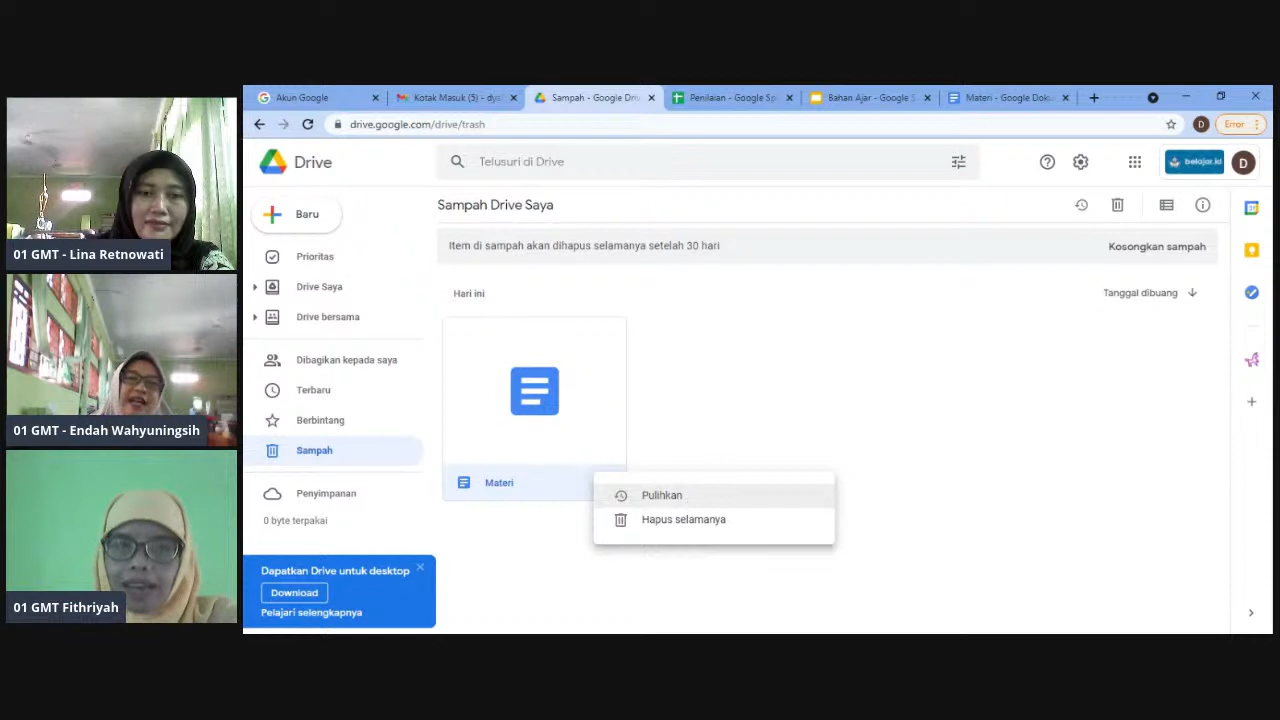 01 GMT - Lina Retnowati
01 GMT - Endah Wahyuningsih
01 GMT Fithriyah
Akun Google
Kotak Masuk (5) - dya
Sampah - Google Driv
Penilaian - Google Sp
Bahan Ajar - Google S
Materi - Google Dokum
drive.google.com/drive/trash
D
Error
Drive
Telusuri di Drive
belajar.id
D
Baru
Prioritas
Drive Saya
Drive bersama
Dibagikan kepada saya
Terbaru
Berbintang
Sampah
Penyimpanan
0 byte terpakai
Dapatkan Drive untuk desktop
Download
Pelajari selengkapnya
Sampah Drive Saya
Item di sampah akan dihapus selamanya setelah 30 hari
Kosongkan sampah
Hari ini
Tanggal dibuang
Materi
Pulihkan
Hapus selamanya